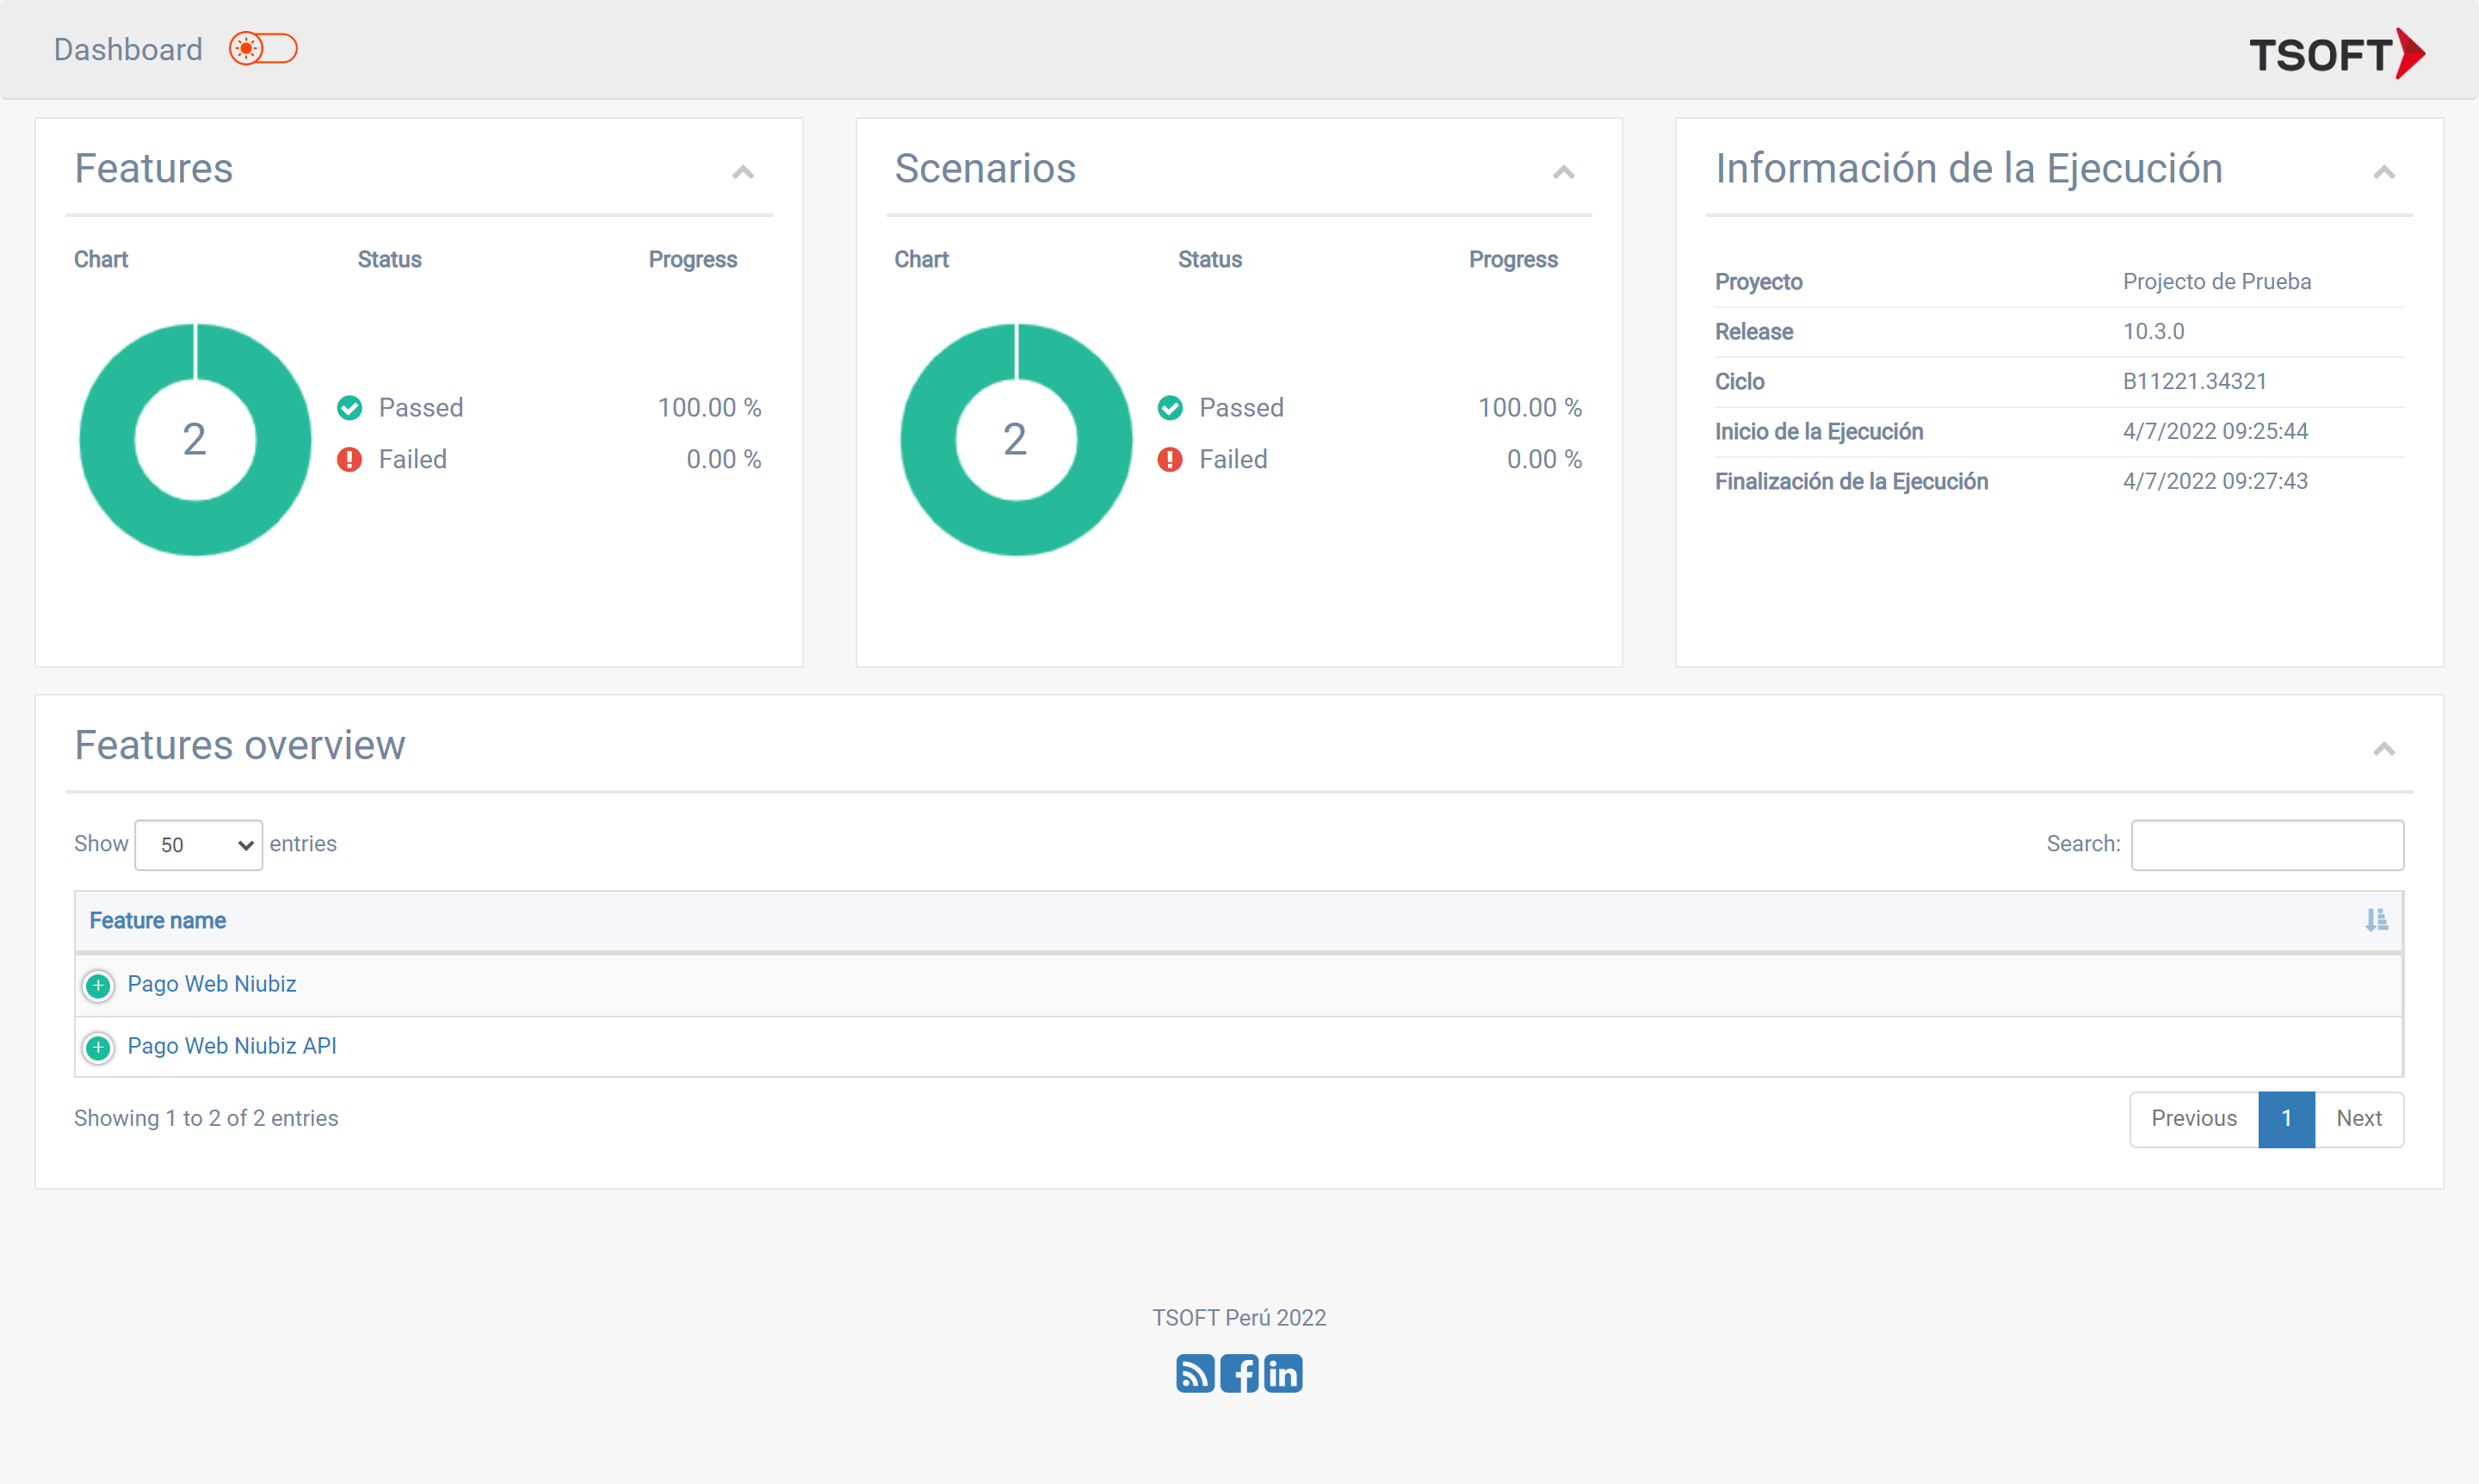 Dashboard
TSOFT
Features
Chart Status Progress
2
Passed 100.00 %
Failed 0.00 %
Scenarios
Chart Status Progress
2
Passed 100.00 %
Failed 0.00 %
Información de la Ejecución
Proyecto Projecto de Prueba
Release 10.3.0
Ciclo B11221.34321
Inicio de la Ejecución 4/7/2022 09:25:44
Finalización de la Ejecución 4/7/2022 09:27:43
Features overview
Show 50 entries Search:
Feature name
Pago Web Niubiz
Pago Web Niubiz API
Showing 1 to 2 of 2 entries Previous 1 Next
TSOFT Perú 2022